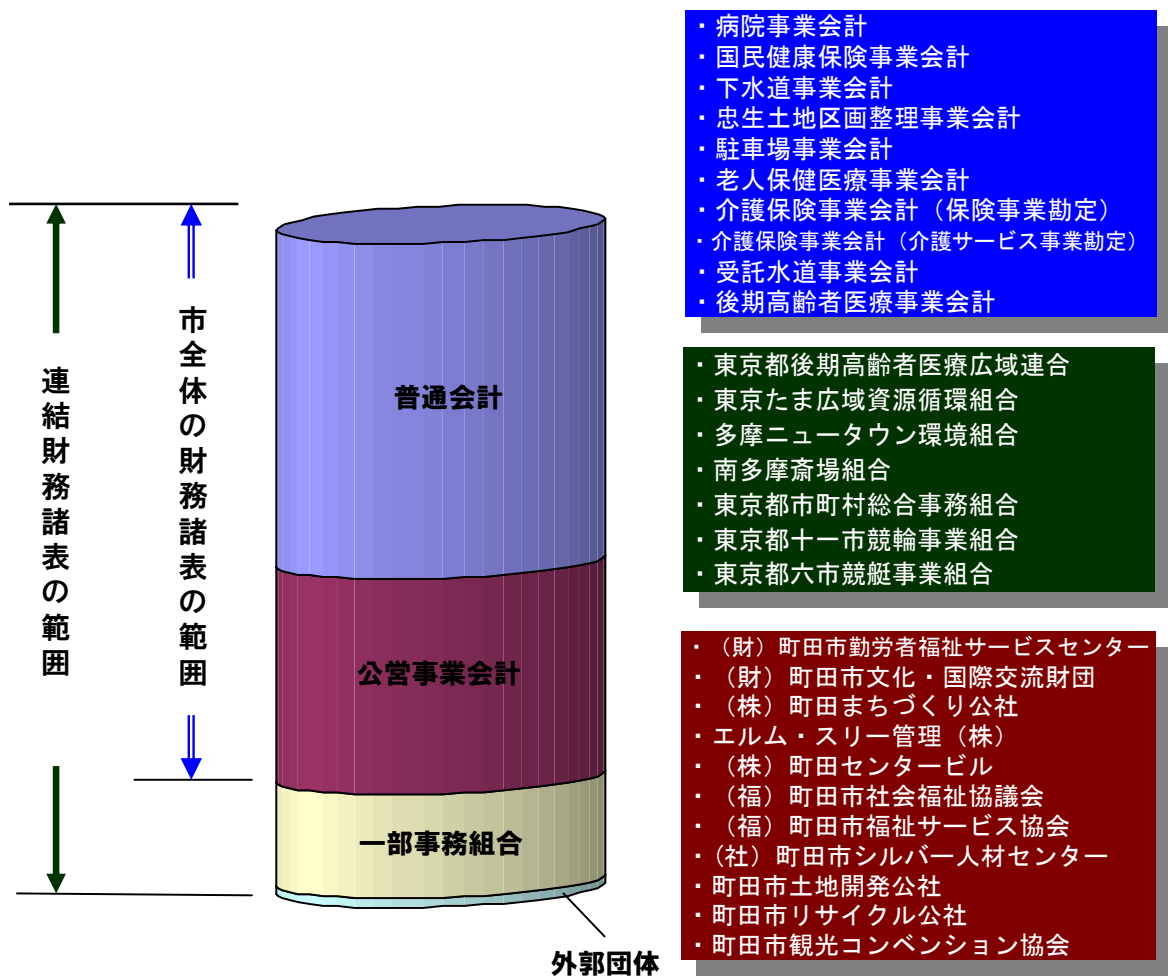 連結財務諸表の範囲
市全体の財務諸表の範囲
普通会計
公営事業会計
一部事務組合
外郭団体
・病院事業会計
・国民健康保険事業会計
・下水道事業会計
・忠生土地区画整理事業会計
・駐車場事業会計
・老人保健医療事業会計
・介護保険事業会計（保険事業勘定）
・介護保険事業会計（介護サービス事業勘定）
・受託水道事業会計
・後期高齢者医療事業会計
・東京都後期高齢者医療広域連合
・東京たま広域資源循環組合
・多摩ニュータウン環境組合
・南多摩斎場組合
・東京都市町村総合事務組合
・東京都十一市競輪事業組合
・東京都六市競艇事業組合
・（財）町田市勤労者福祉サービスセンター
・（財）町田市文化・国際交流財団
・（株）町田まちづくり公社
・エルム・スリー管理（株）
・（株）町田センタービル
・（福）町田市社会福祉協議会
・（福）町田市福祉サービス協会
・(社）町田市シルバー人材センター
・町田市土地開発公社
・町田市リサイクル公社
・町田市観光コンベンション協会